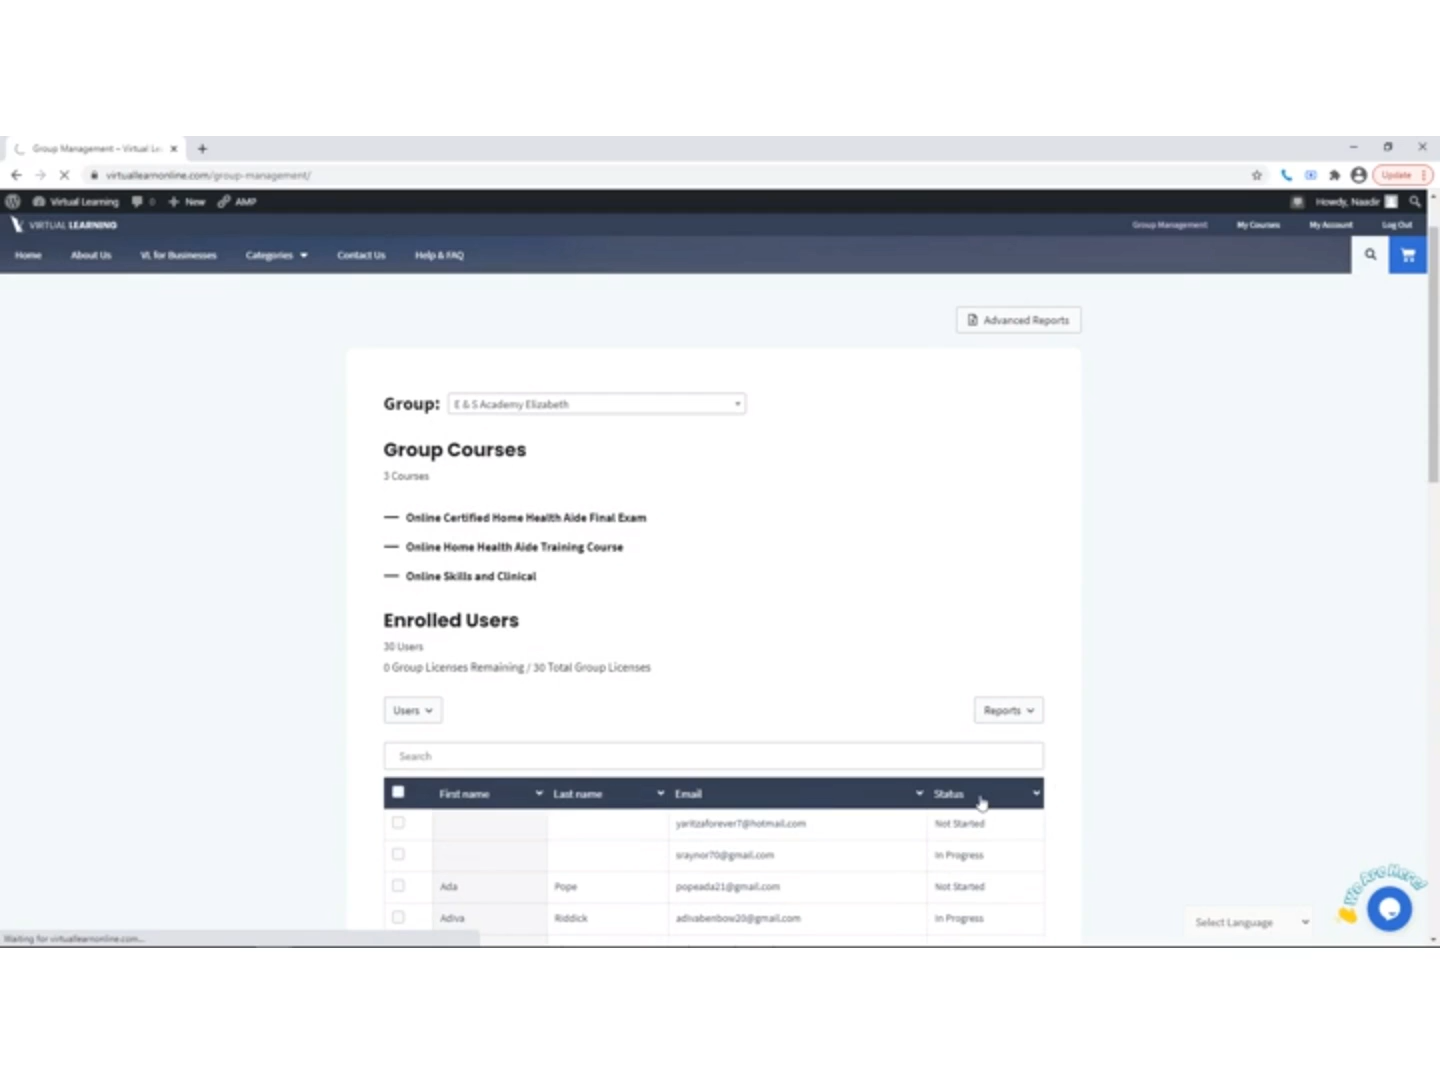 Group Management – Virtual Le
virtuallearnonline.com/group-management/
Update
Virtual Learning 0 New AMP Howdy, Naadir
VIRTUAL LEARNING Group Management My Courses My Account Log Out
Home About Us VL for Businesses Categories Contact Us Help & FAQ
Advanced Reports
Group: E & S Academy Elizabeth
Group Courses
3 Courses
— Online Certified Home Health Aide Final Exam
— Online Home Health Aide Training Course
— Online Skills and Clinical
Enrolled Users
30 Users
0 Group Licenses Remaining / 30 Total Group Licenses
Users Reports
Search
First name Last name Email Status
yaritzaforever7@hotmail.com Not Started
sraynor70@gmail.com In Progress
Ada Pope popeada21@gmail.com Not Started
Adiva Riddick adivabenbow20@gmail.com In Progress
We Are Here!
Select Language
Waiting for virtuallearnonline.com...